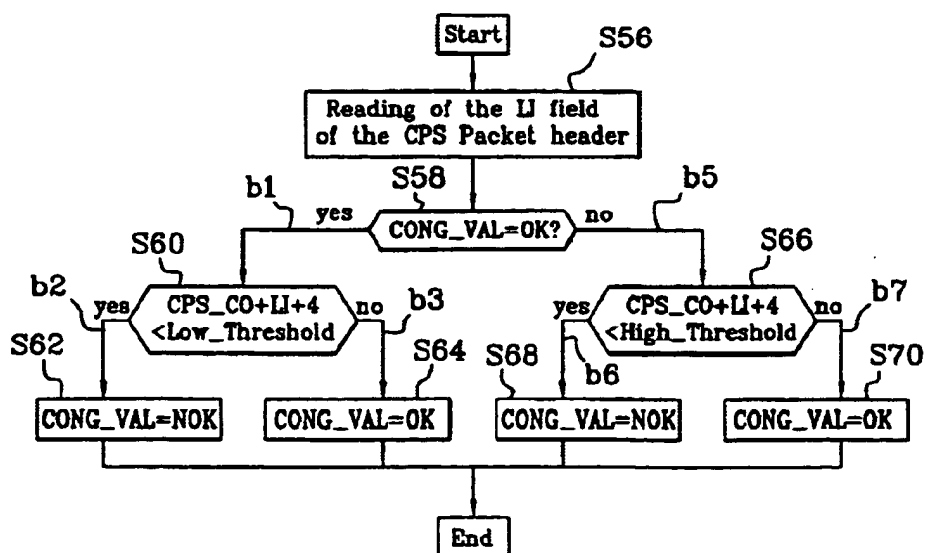 Start
S56
Reading of the LI field
of the CPS Packet header
S58
b1
b5
yes
CONG_VAL=OK?
no
S60
S66
b2
yes
CPS_CO+LI+4
<Low_Threshold
no
b3
yes
CPS_CO+LI+4
<High_Threshold
no
b7
S62
S64
S68
b6
S70
CONG_VAL=NOK
CONG_VAL=OK
CONG_VAL=NOK
CONG_VAL=OK
End